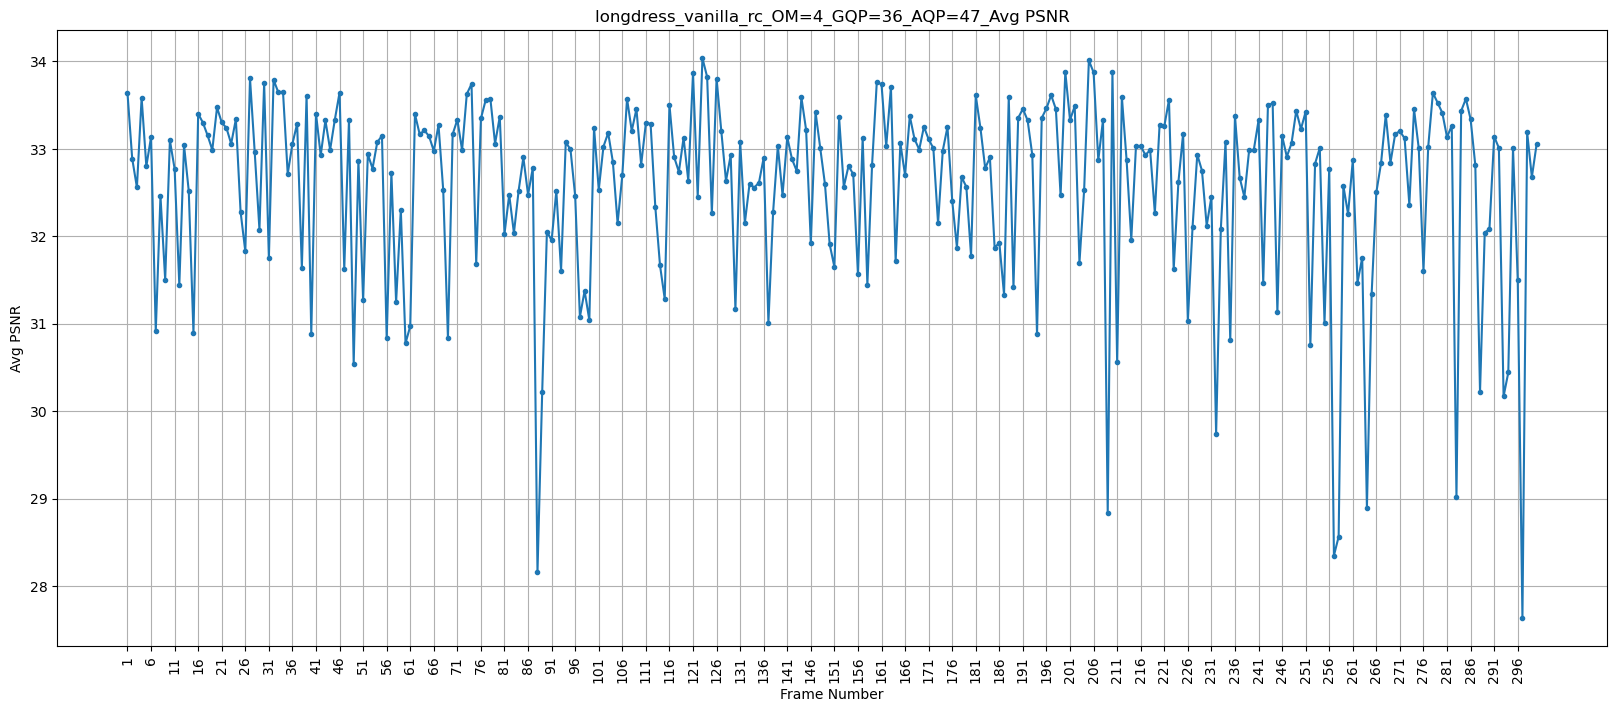 longdress_vanilla_rc_OM=4_GQP=36_AQP=47_Avg PSNR
Avg PSNR
34
33
32
31
30
29
28
1 6 11 16 21 26 31 36 41 46 51 56 61 66 71 76 81 86 91 96 101 106 111 116 121 126 131 136 141 146 151 156 161 166 171 176 181 186 191 196 201 206 211 216 221 226 231 236 241 246 251 256 261 266 271 276 281 286 291 296
Frame Number